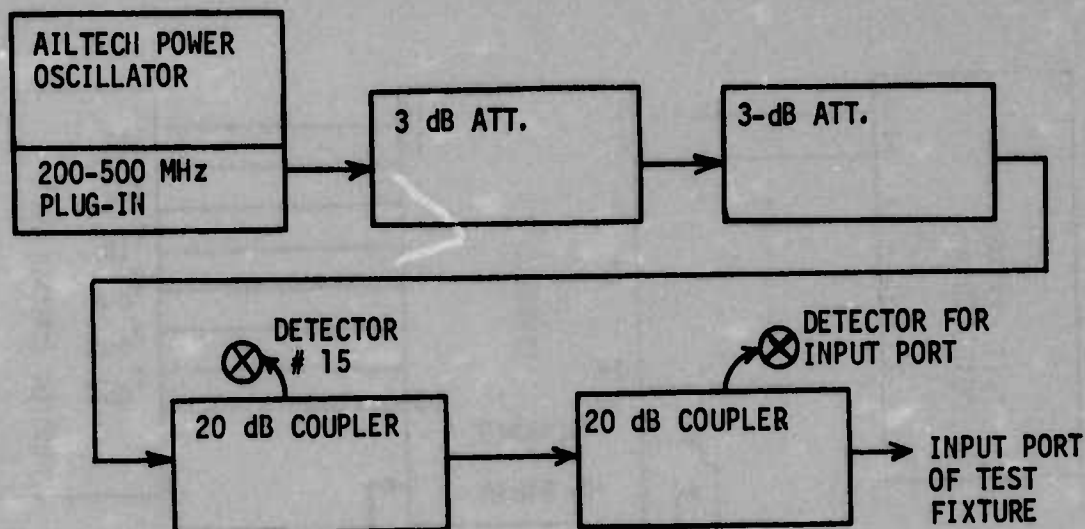 AILTECH POWER
OSCILLATOR
200-500 MHz
PLUG-IN
3 dB ATT.
3-dB ATT.
DETECTOR
# 15
20 dB COUPLER
DETECTOR FOR
INPUT PORT
20 dB COUPLER
INPUT PORT
OF TEST
FIXTURE